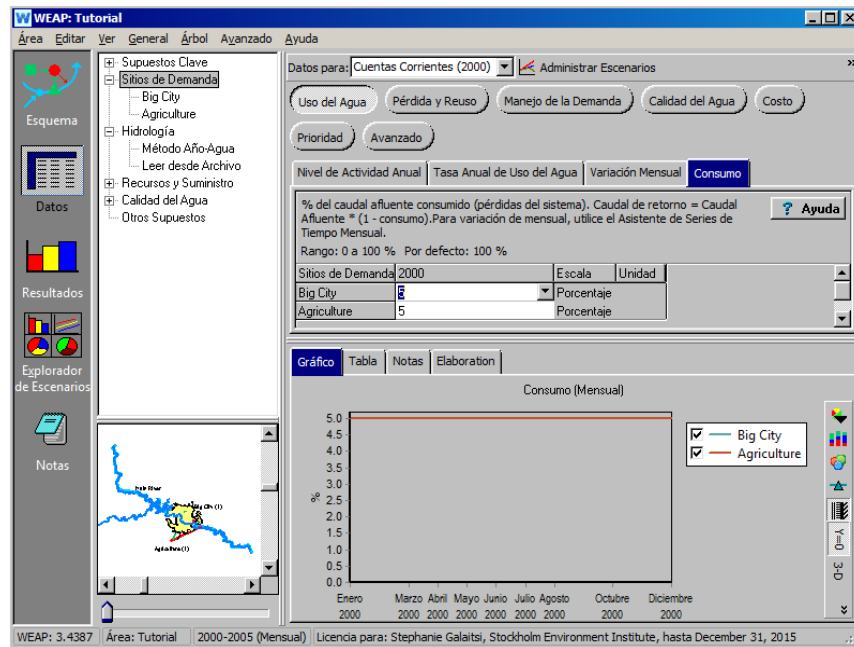 WEAP: Tutorial
Área Editar Ver General Árbol Avanzado Ayuda
Esquema
Datos
Resultados
Explorador
de Escenarios
Notas
Supuestos Clave
Sitios de Demanda
Big City
Agriculture
Hidrología
Método Año-Agua
Leer desde Archivo
Recursos y Suministro
Calidad del Agua
Otros Supuestos
Datos para: Cuentas Corrientes (2000) Administrar Escenarios »
Uso del Agua Pérdida y Reuso Manejo de la Demanda Calidad del Agua Costo
Prioridad Avanzado
Nivel de Actividad Anual Tasa Anual de Uso del Agua Variación Mensual Consumo
% del caudal afluente consumido (pérdidas del sistema). Caudal de retorno = Caudal
Afluente * (1 - consumo).Para variación de mensual, utilice el Asistente de Series de
Tiempo Mensual.
? Ayuda
Rango: 0 a 100 % Por defecto: 100 %
Sitios de Demanda 2000 Escala Unidad
Big City 5 Porcentaje
Agriculture 5 Porcentaje
Gráfico Tabla Notas Elaboration
Consumo (Mensual)
5.0
4.5
4.0
3.5
3.0
2.5
2.0
1.5
1.0
0.5
0.0
%
Enero Marzo Abril Mayo Junio Julio Agosto Octubre Diciembre
2000 2000 2000 2000 2000 2000 2000 2000 2000
Big City
Agriculture
Y=0
3-D
Main River
Big City (1)
Agriculture (1)
WEAP: 3.4387 Área: Tutorial 2000-2005 (Mensual) Licencia para: Stephanie Galaitsi, Stockholm Environment Institute, hasta December 31, 2015